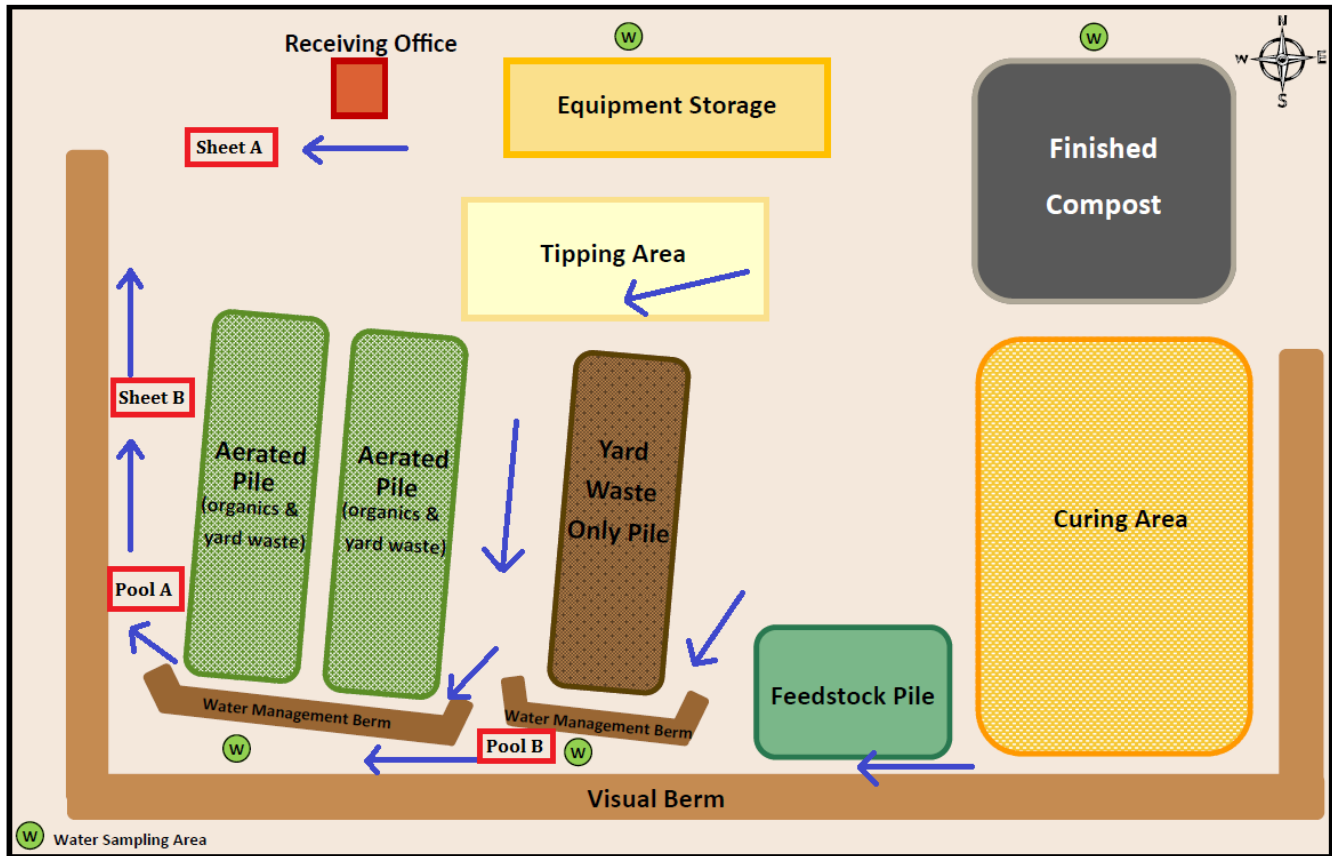 W
W
N
W
E
S
Receiving Office
Equipment Storage
Sheet A
Finished
Compost
Tipping Area
Sheet B
Aerated
Pile
(organics &
yard waste)
Aerated
Pile
(organics &
yard waste)
Yard
Waste
Only Pile
Curing Area
Pool A
Feedstock Pile
Water Management Berm
Water Management Berm
Pool B
W
W
Visual Berm
W Water Sampling Area